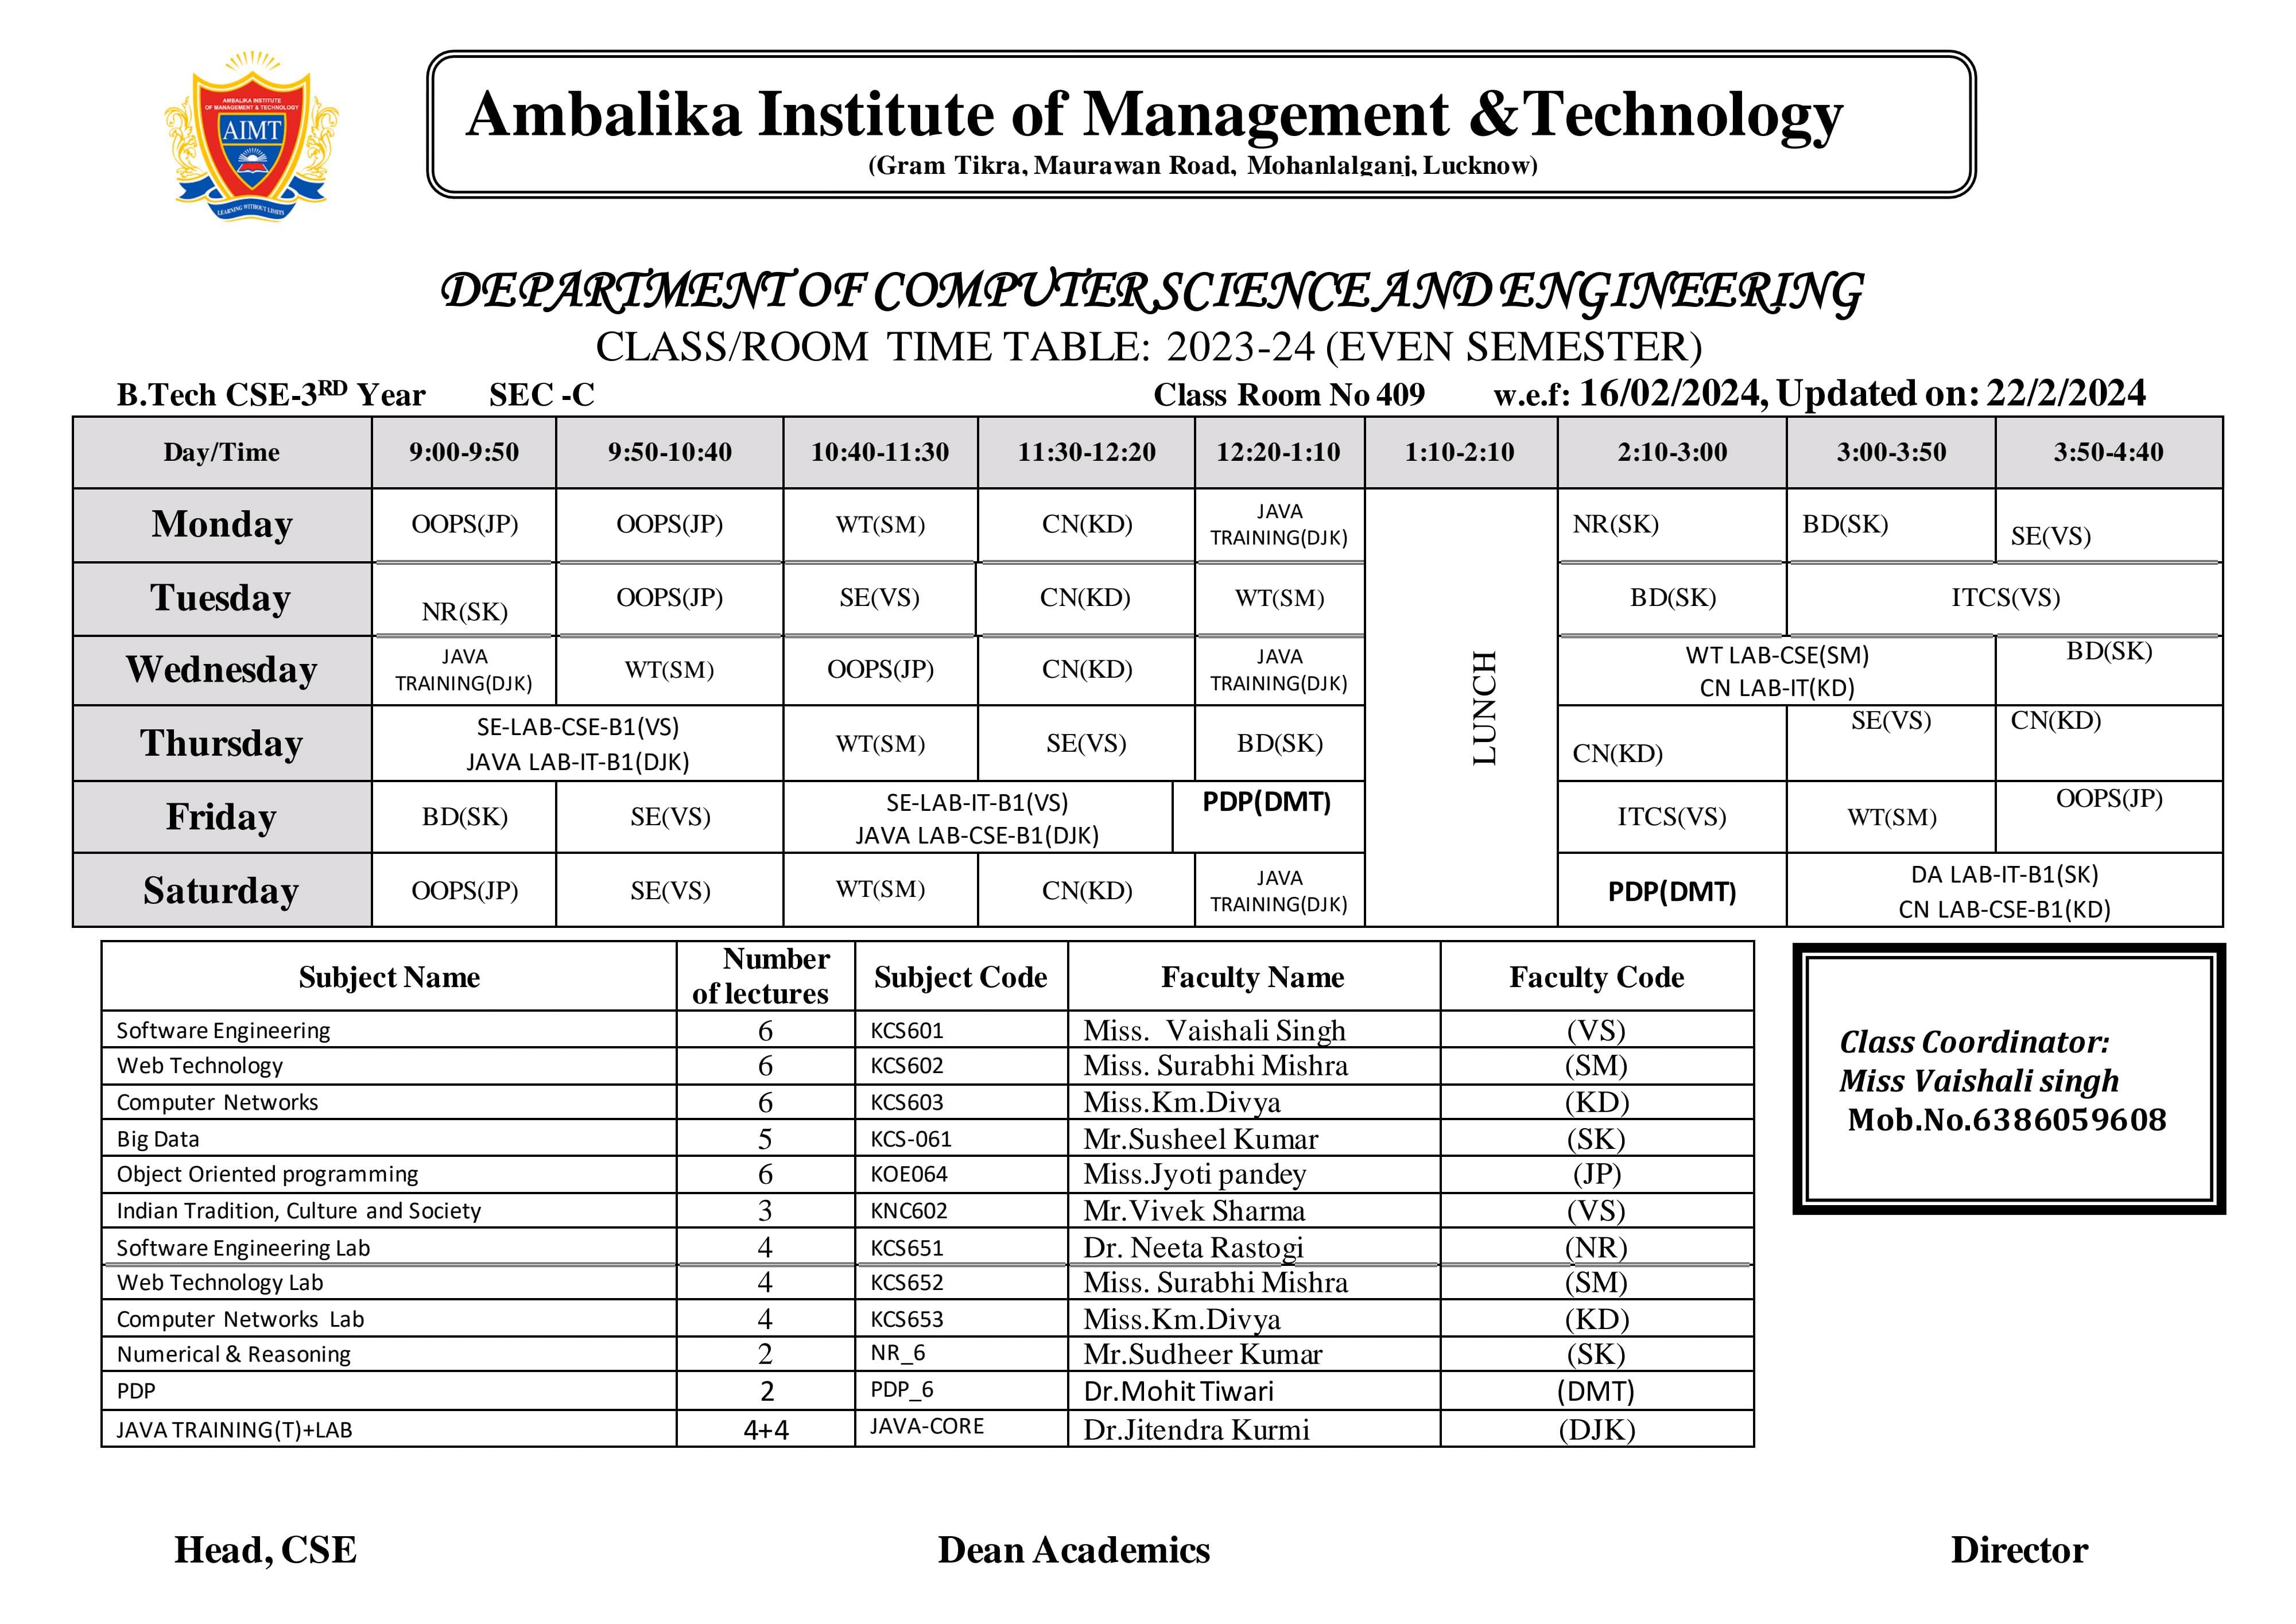 AMBALIKA INSTITUTE
OF MANAGEMENT & TECHNOLOGY
AIMT
LEARNING WITHOUT LIMITS
Ambalika Institute of Management &Technology
(Gram Tikra, Maurawan Road, Mohanlalganj, Lucknow)
DEPARTMENT OF COMPUTER SCIENCE AND ENGINEERING
CLASS/ROOM TIME TABLE: 2023-24 (EVEN SEMESTER)
B.Tech CSE-3RD Year SEC -C Class Room No 409 w.e.f: 16/02/2024, Updated on: 22/2/2024
Day/Time 9:00-9:50 9:50-10:40 10:40-11:30 11:30-12:20 12:20-1:10 1:10-2:10 2:10-3:00 3:00-3:50 3:50-4:40
Monday OOPS(JP) OOPS(JP) WT(SM) CN(KD) JAVA TRAINING(DJK) NR(SK) BD(SK) SE(VS)
Tuesday NR(SK) OOPS(JP) SE(VS) CN(KD) WT(SM) BD(SK) ITCS(VS)
LUNCH
Wednesday JAVA TRAINING(DJK) WT(SM) OOPS(JP) CN(KD) JAVA TRAINING(DJK) WT LAB-CSE(SM) CN LAB-IT(KD) BD(SK)
Thursday SE-LAB-CSE-B1(VS) JAVA LAB-IT-B1(DJK) WT(SM) SE(VS) BD(SK) CN(KD) SE(VS) CN(KD)
Friday BD(SK) SE(VS) SE-LAB-IT-B1(VS) JAVA LAB-CSE-B1(DJK) PDP(DMT) ITCS(VS) WT(SM) OOPS(JP)
Saturday OOPS(JP) SE(VS) WT(SM) CN(KD) JAVA TRAINING(DJK) PDP(DMT) DA LAB-IT-B1(SK) CN LAB-CSE-B1(KD)
Subject Name Number of lectures Subject Code Faculty Name Faculty Code
Software Engineering 6 KCS601 Miss. Vaishali Singh (VS)
Web Technology 6 KCS602 Miss. Surabhi Mishra (SM)
Computer Networks 6 KCS603 Miss.Km.Divya (KD)
Big Data 5 KCS-061 Mr.Susheel Kumar (SK)
Object Oriented programming 6 KOE064 Miss.Jyoti pandey (JP)
Indian Tradition, Culture and Society 3 KNC602 Mr.Vivek Sharma (VS)
Software Engineering Lab 4 KCS651 Dr. Neeta Rastogi (NR)
Web Technology Lab 4 KCS652 Miss. Surabhi Mishra (SM)
Computer Networks Lab 4 KCS653 Miss.Km.Divya (KD)
Numerical & Reasoning 2 NR_6 Mr.Sudheer Kumar (SK)
PDP 2 PDP_6 Dr.Mohit Tiwari (DMT)
JAVA TRAINING(T)+LAB 4+4 JAVA-CORE Dr.Jitendra Kurmi (DJK)
Class Coordinator:
Miss Vaishali singh
Mob.No.6386059608
Head, CSE Dean Academics Director